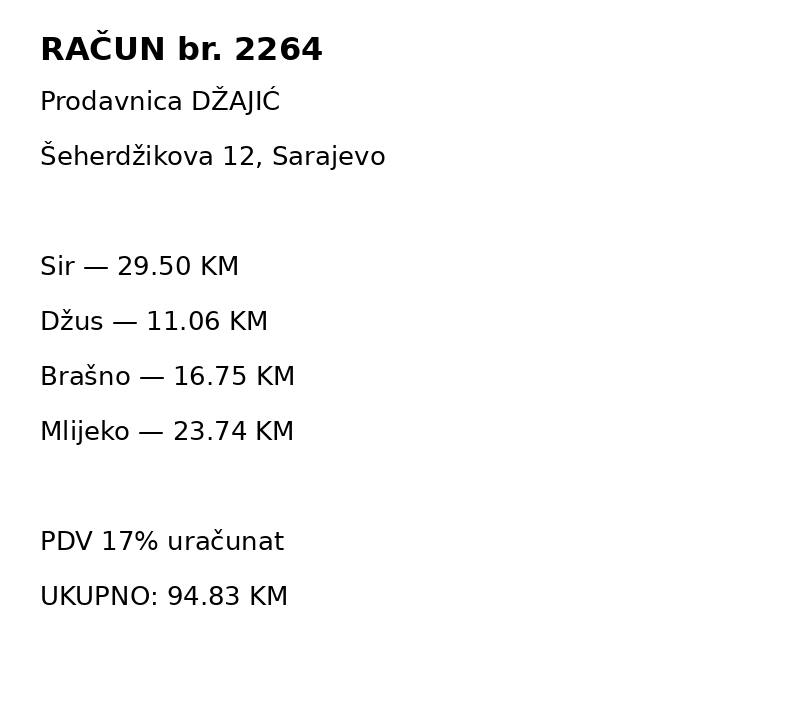 RAČUN br. 2264
Prodavnica DŽAJIĆ
Šeherdžikova 12, Sarajevo
Sir — 29.50 KM
Džus — 11.06 KM
Brašno — 16.75 KM
Mlijeko — 23.74 KM
PDV 17% uračunat
UKUPNO: 94.83 KM